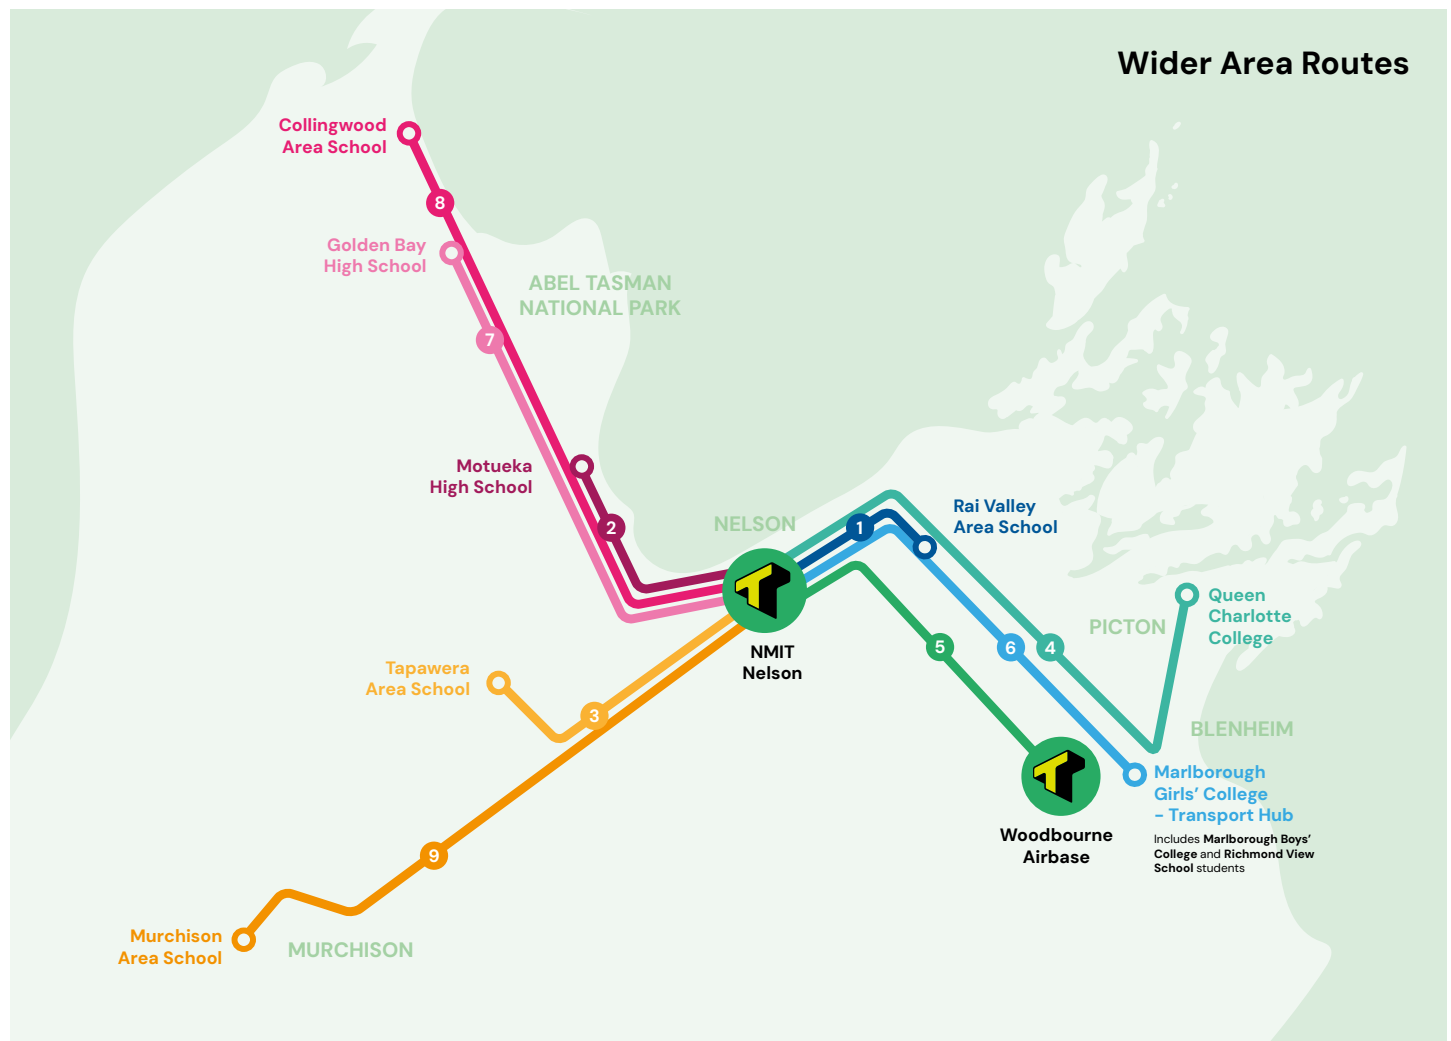 Wider Area Routes
Collingwood
Area School
8
Golden Bay
High School
ABEL TASMAN
NATIONAL PARK
7
Motueka
High School
2
NELSON
1
Rai Valley
Area School
NMIT
Nelson
Queen
Charlotte
College
PICTON
5
6
4
Tapawera
Area School
3
BLENHEIM
Marlborough
Girls’ College
– Transport Hub
Includes Marlborough Boys’
College and Richmond View
School students
Woodbourne
Airbase
9
Murchison
Area School
MURCHISON